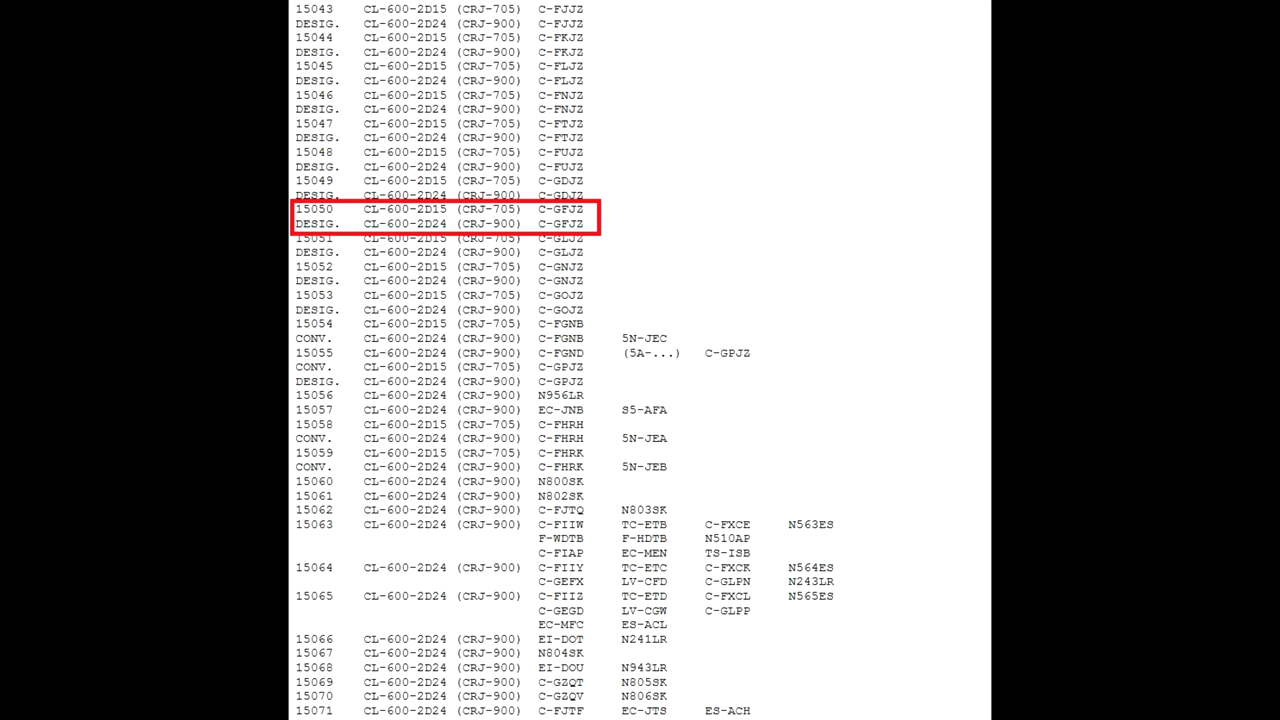 15043 CL-600-2D15 (CRJ-705) C-FJJZ
DESIG. CL-600-2D24 (CRJ-900) C-FJJZ
15044 CL-600-2D15 (CRJ-705) C-FKJZ
DESIG. CL-600-2D24 (CRJ-900) C-FKJZ
15045 CL-600-2D15 (CRJ-705) C-FLJZ
DESIG. CL-600-2D24 (CRJ-900) C-FLJZ
15046 CL-600-2D15 (CRJ-705) C-FNJZ
DESIG. CL-600-2D24 (CRJ-900) C-FNJZ
15047 CL-600-2D15 (CRJ-705) C-FTJZ
DESIG. CL-600-2D24 (CRJ-900) C-FTJZ
15048 CL-600-2D15 (CRJ-705) C-FUJZ
DESIG. CL-600-2D24 (CRJ-900) C-FUJZ
15049 CL-600-2D15 (CRJ-705) C-GDJZ
DESIG. CL-600-2D24 (CRJ-900) C-GDJZ
15050 CL-600-2D15 (CRJ-705) C-GFJZ
DESIG. CL-600-2D24 (CRJ-900) C-GFJZ
15051 CL-600-2D15 (CRJ-705) C-GLJZ
DESIG. CL-600-2D24 (CRJ-900) C-GLJZ
15052 CL-600-2D15 (CRJ-705) C-GNJZ
DESIG. CL-600-2D24 (CRJ-900) C-GNJZ
15053 CL-600-2D15 (CRJ-705) C-GOJZ
DESIG. CL-600-2D24 (CRJ-900) C-GOJZ
15054 CL-600-2D15 (CRJ-705) C-FGNB
CONV. CL-600-2D24 (CRJ-900) C-FGNB 5N-JEC
15055 CL-600-2D24 (CRJ-900) C-FGND (5A-...) C-GPJZ
CONV. CL-600-2D15 (CRJ-705) C-GPJZ
DESIG. CL-600-2D24 (CRJ-900) C-GPJZ
15056 CL-600-2D24 (CRJ-900) N956LR
15057 CL-600-2D24 (CRJ-900) EC-JNB S5-AFA
15058 CL-600-2D15 (CRJ-705) C-FHRH
CONV. CL-600-2D24 (CRJ-900) C-FHRH 5N-JEA
15059 CL-600-2D15 (CRJ-705) C-FHRK
CONV. CL-600-2D24 (CRJ-900) C-FHRK 5N-JEB
15060 CL-600-2D24 (CRJ-900) N800SK
15061 CL-600-2D24 (CRJ-900) N802SK
15062 CL-600-2D24 (CRJ-900) C-FJTQ N803SK
15063 CL-600-2D24 (CRJ-900) C-FIIW TC-ETB C-FXCE N563ES
F-WDTB F-HDTB N510AP
C-FIAP EC-MEN TS-ISB
15064 CL-600-2D24 (CRJ-900) C-FIIY TC-ETC C-FXCK N564ES
C-GEFX LV-CFD C-GLPN N243LR
15065 CL-600-2D24 (CRJ-900) C-FIIZ TC-ETD C-FXCL N565ES
C-GEGD LV-CGW C-GLPP
EC-MFC ES-ACL
15066 CL-600-2D24 (CRJ-900) EI-DOT N241LR
15067 CL-600-2D24 (CRJ-900) N804SK
15068 CL-600-2D24 (CRJ-900) EI-DOU N943LR
15069 CL-600-2D24 (CRJ-900) C-GZQT N805SK
15070 CL-600-2D24 (CRJ-900) C-GZQV N806SK
15071 CL-600-2D24 (CRJ-900) C-FJTF EC-JTS ES-ACH